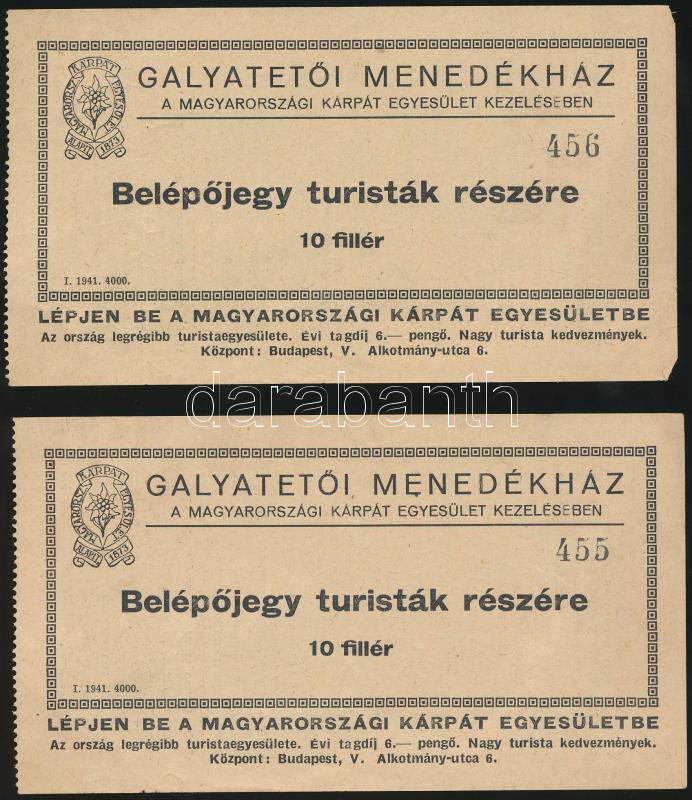 MAGYARORSZ. KÁRPÁT EGYESÜLET
ALAPÍT. 1873
GALYATETŐI MENEDÉKHÁZ
A MAGYARORSZÁGI KÁRPÁT EGYESÜLET KEZELÉSÉBEN
456
Belépőjegy turisták részére
10 fillér
I. 1941. 4000.
LÉPJEN BE A MAGYARORSZÁGI KÁRPÁT EGYESÜLETBE
Az ország legrégibb turistaegyesülete. Évi tagdíj 6.— pengő. Nagy turista kedvezmények.
Központ: Budapest, V. Alkotmány-utca 6.
darabanth
MAGYARORSZ. KÁRPÁT EGYESÜLET
ALAPÍT. 1873
GALYATETŐI MENEDÉKHÁZ
A MAGYARORSZÁGI KÁRPÁT EGYESÜLET KEZELÉSÉBEN
455
Belépőjegy turisták részére
10 fillér
I. 1941. 4000.
LÉPJEN BE A MAGYARORSZÁGI KÁRPÁT EGYESÜLETBE
Az ország legrégibb turistaegyesülete. Évi tagdíj 6.— pengő. Nagy turista kedvezmények.
Központ: Budapest, V. Alkotmány-utca 6.